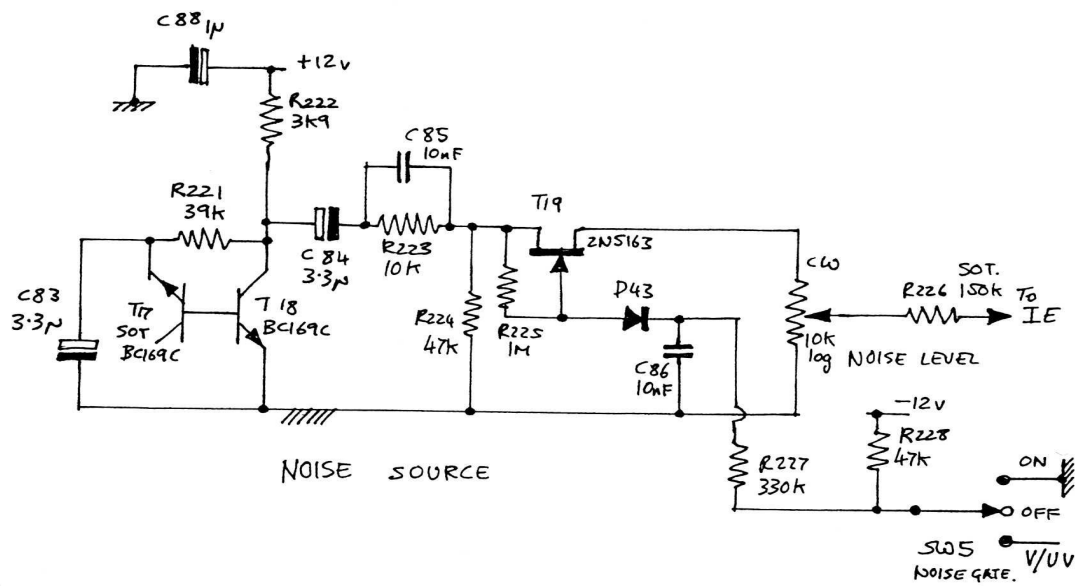 C88 1µ
+12v
R222
3K9
C85
10nF
R221
39K
T19
2N5163
C84
3.3µ
R223
10K
CW
SOT.
R226 150k
To
IE
C83
3.3µ
T17
SOT
BC169C
T18
BC169C
R224
47K
R225
1M
D43
C86
10nF
10K
log
NOISE LEVEL
-12v
R228
47K
NOISE SOURCE
R227
330K
ON
OFF
V/UV
SW5
NOISE GATE.